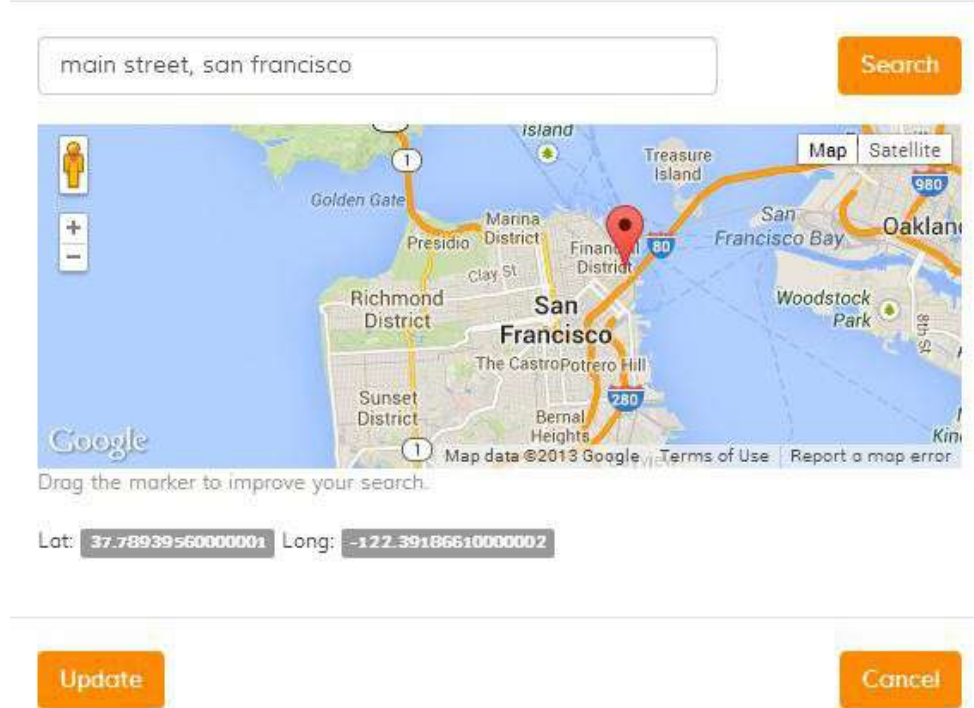 main street, san francisco
Search
Island
Treasure
Island
Map Satellite
1
980
Golden Gate
Marina
District
San
Francisco Bay
Presidio
Financial
District
80
Clay St
Richmond
District
San
Francisco
Woodstock
Park
8th St
The Castro
Potrero Hill
Sunset
District
280
Bernal
Heights
Google
1
Map data ©2013 Google
Terms of Use
Report a map error
Drag the marker to improve your search.
Lat: 37.78939560000001 Long: -122.39186610000002
Update
Cancel